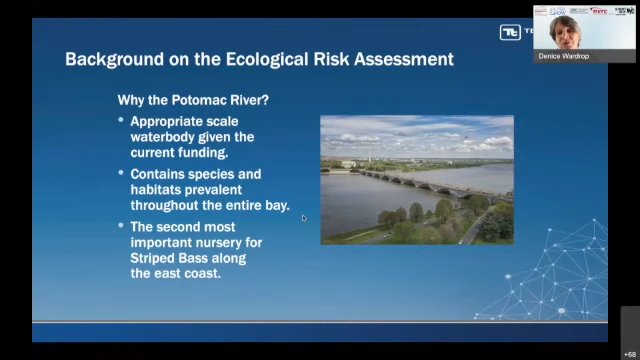 Background on the Ecological Risk Assessment
Why the Potomac River?
• Appropriate scale
waterbody given the
current funding.
• Contains species and
habitats prevalent
throughout the entire bay.
• The second most
important nursery for
Striped Bass along
the east coast.
Denice Wardrop
+68